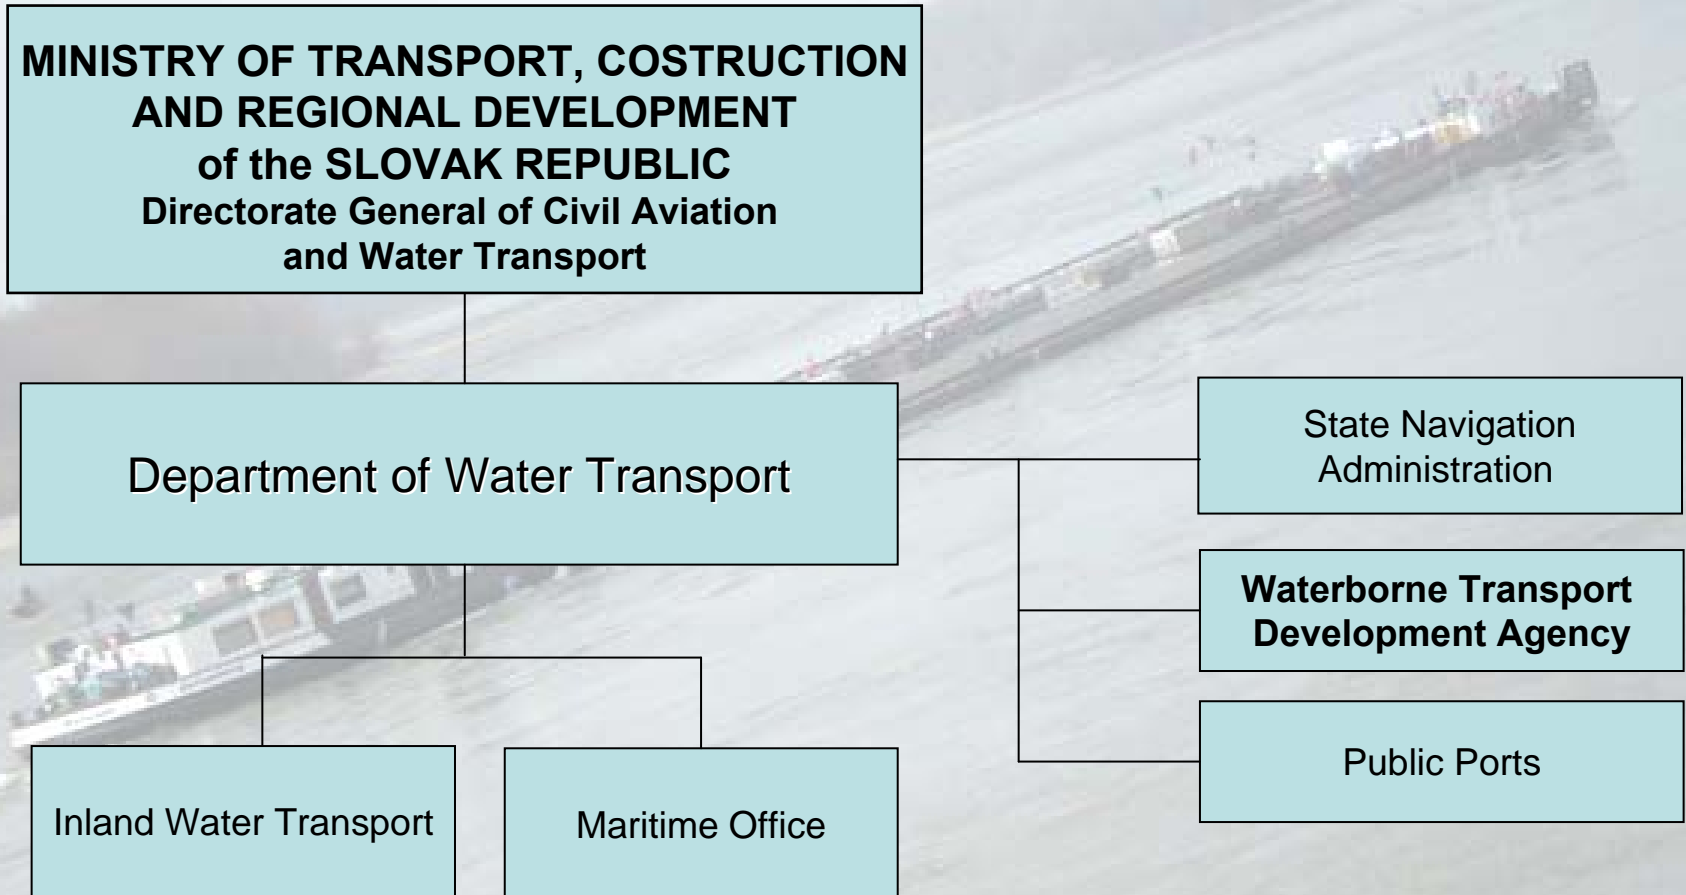 MINISTRY OF TRANSPORT, COSTRUCTION
AND REGIONAL DEVELOPMENT
of the SLOVAK REPUBLIC
Directorate General of Civil Aviation
and Water Transport
Department of Water Transport
State Navigation
Administration
Waterborne Transport
Development Agency
Public Ports
Inland Water Transport
Maritime Office